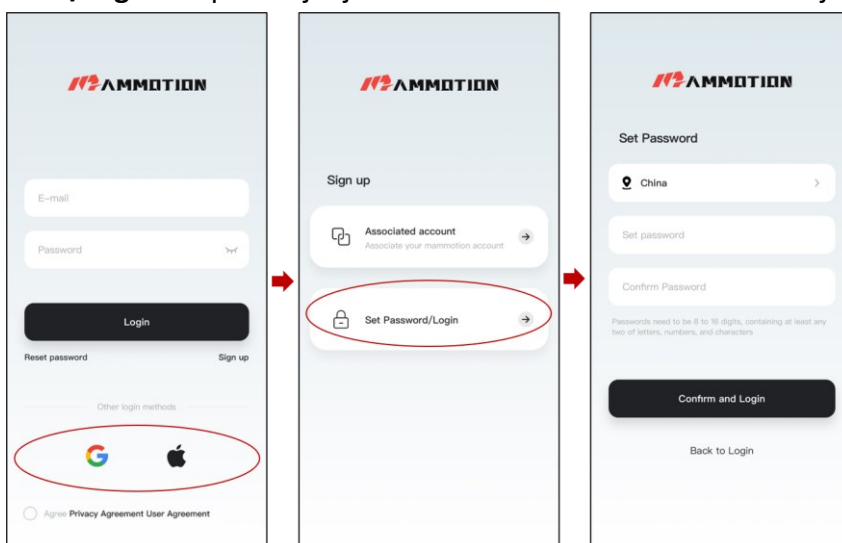 MAMMOTION
E-mail
Password
Login
Reset password Sign up
Other login methods
Agree Privacy Agreement User Agreement
MAMMOTION
Sign up
Associated account
Associate your mammotion account
Set Password/Login
MAMMOTION
Set Password
China
Set password
Confirm Password
Passwords need to be 8 to 16 digits, containing at least any
two of letters, numbers, and characters
Confirm and Login
Back to Login